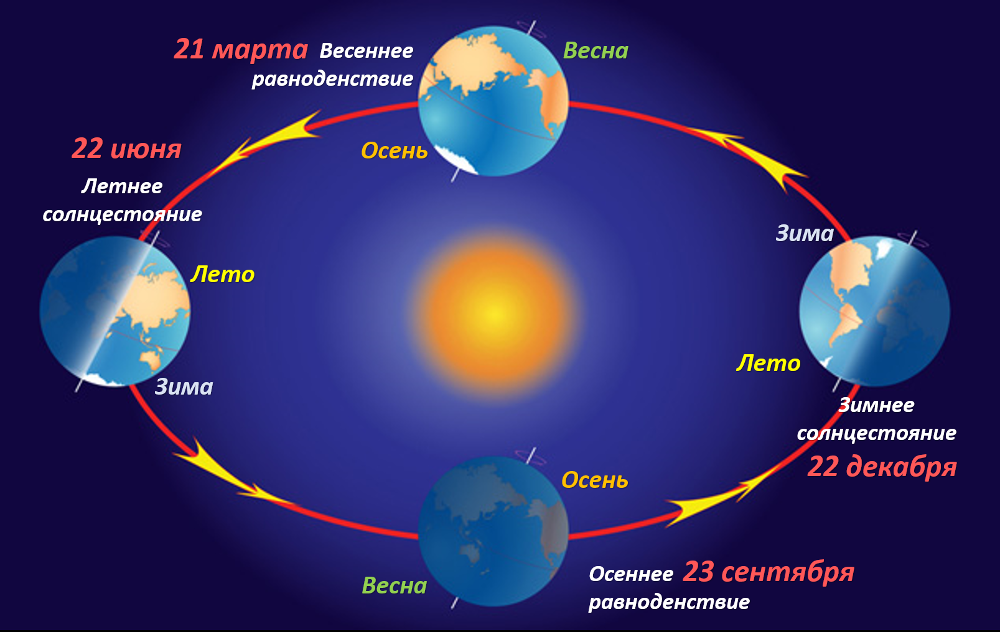 21 марта Весеннее
равноденствие
Весна
Осень
22 июня
Летнее
солнцестояние
Лето
Зима
Зима
Лето
Зимнее
солнцестояние
22 декабря
Осень
Весна
Осеннее 23 сентября
равноденствие